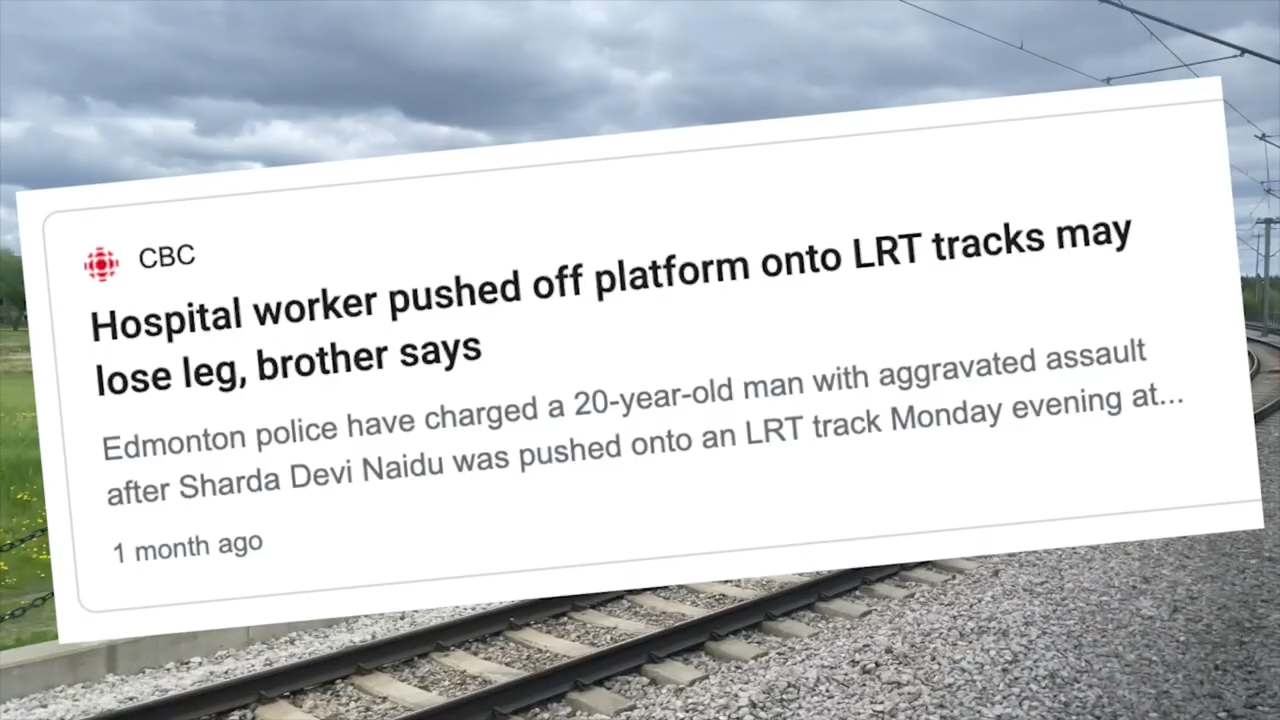 CBC
Hospital worker pushed off platform onto LRT tracks may
lose leg, brother says
Edmonton police have charged a 20-year-old man with aggravated assault
after Sharda Devi Naidu was pushed onto an LRT track Monday evening at...
1 month ago